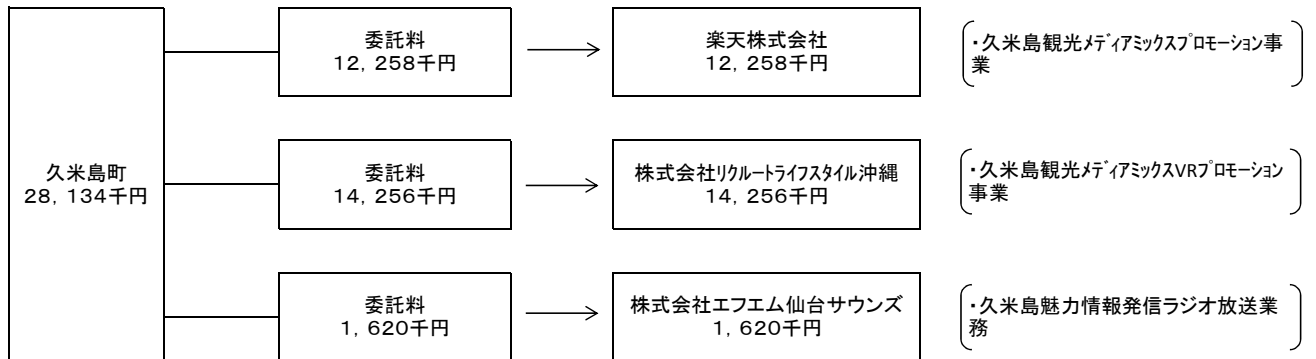 久米島町
28，134千円
委託料
12，258千円
楽天株式会社
12，258千円
・久米島観光ﾒﾃﾞｨｱﾐｯｸｽﾌﾟﾛﾓｰｼｮﾝ事
業
委託料
14，256千円
株式会社ﾘｸﾙｰﾄﾗｲﾌｽﾀｲﾙ沖縄
14，256千円
・久米島観光ﾒﾃﾞｨｱﾐｯｸｽVRﾌﾟﾛﾓｰｼｮﾝ
事業
委託料
1，620千円
株式会社エフエム仙台サウンズ
1，620千円
・久米島魅力情報発信ラジオ放送業
務